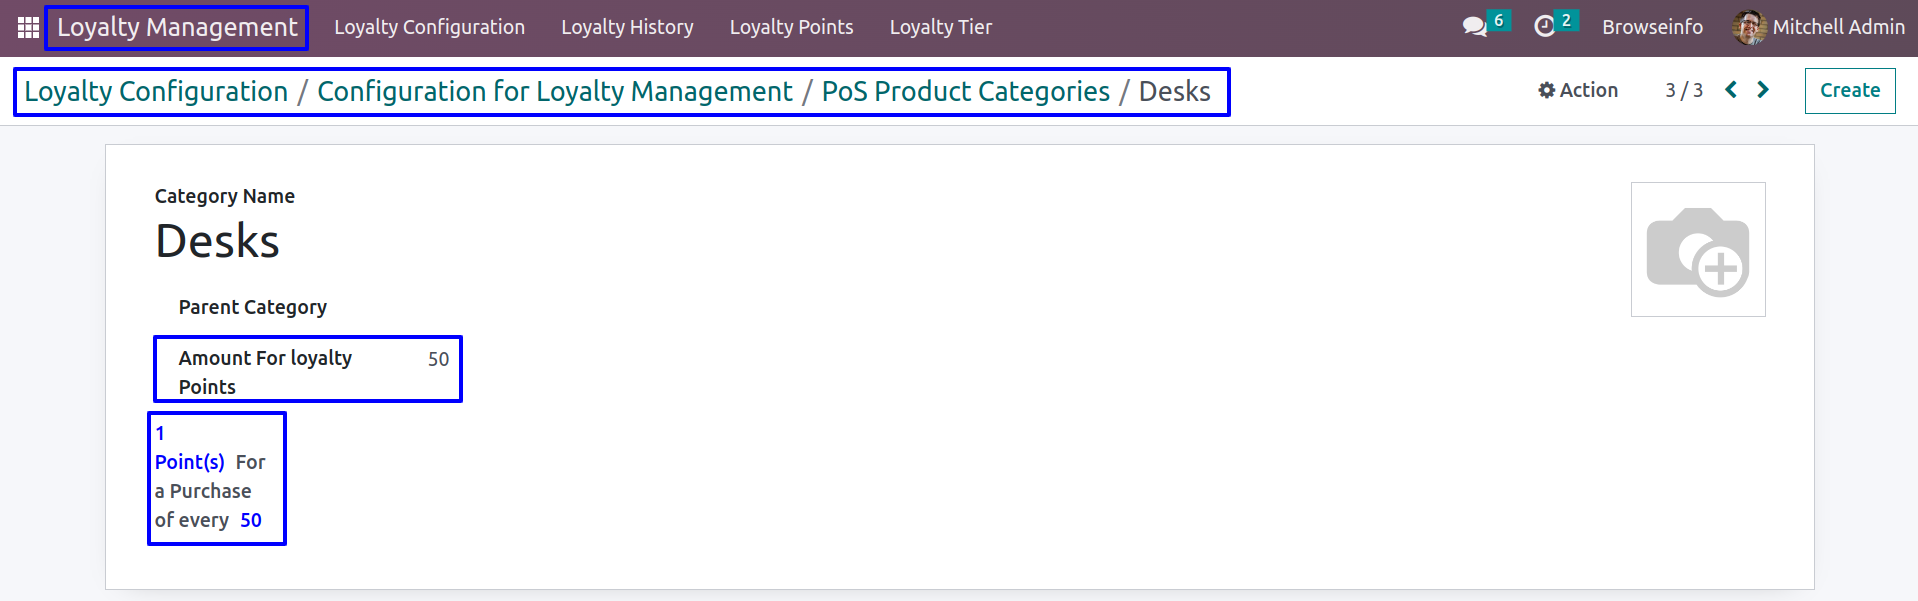 Loyalty Management Loyalty Configuration Loyalty History Loyalty Points Loyalty Tier 6 2 Browseinfo Mitchell Admin
Loyalty Configuration / Configuration for Loyalty Management / PoS Product Categories / Desks Action 3 / 3 Create
Category Name
Desks
Parent Category
Amount For loyalty 50
Points
1
Point(s) For
a Purchase
of every 50